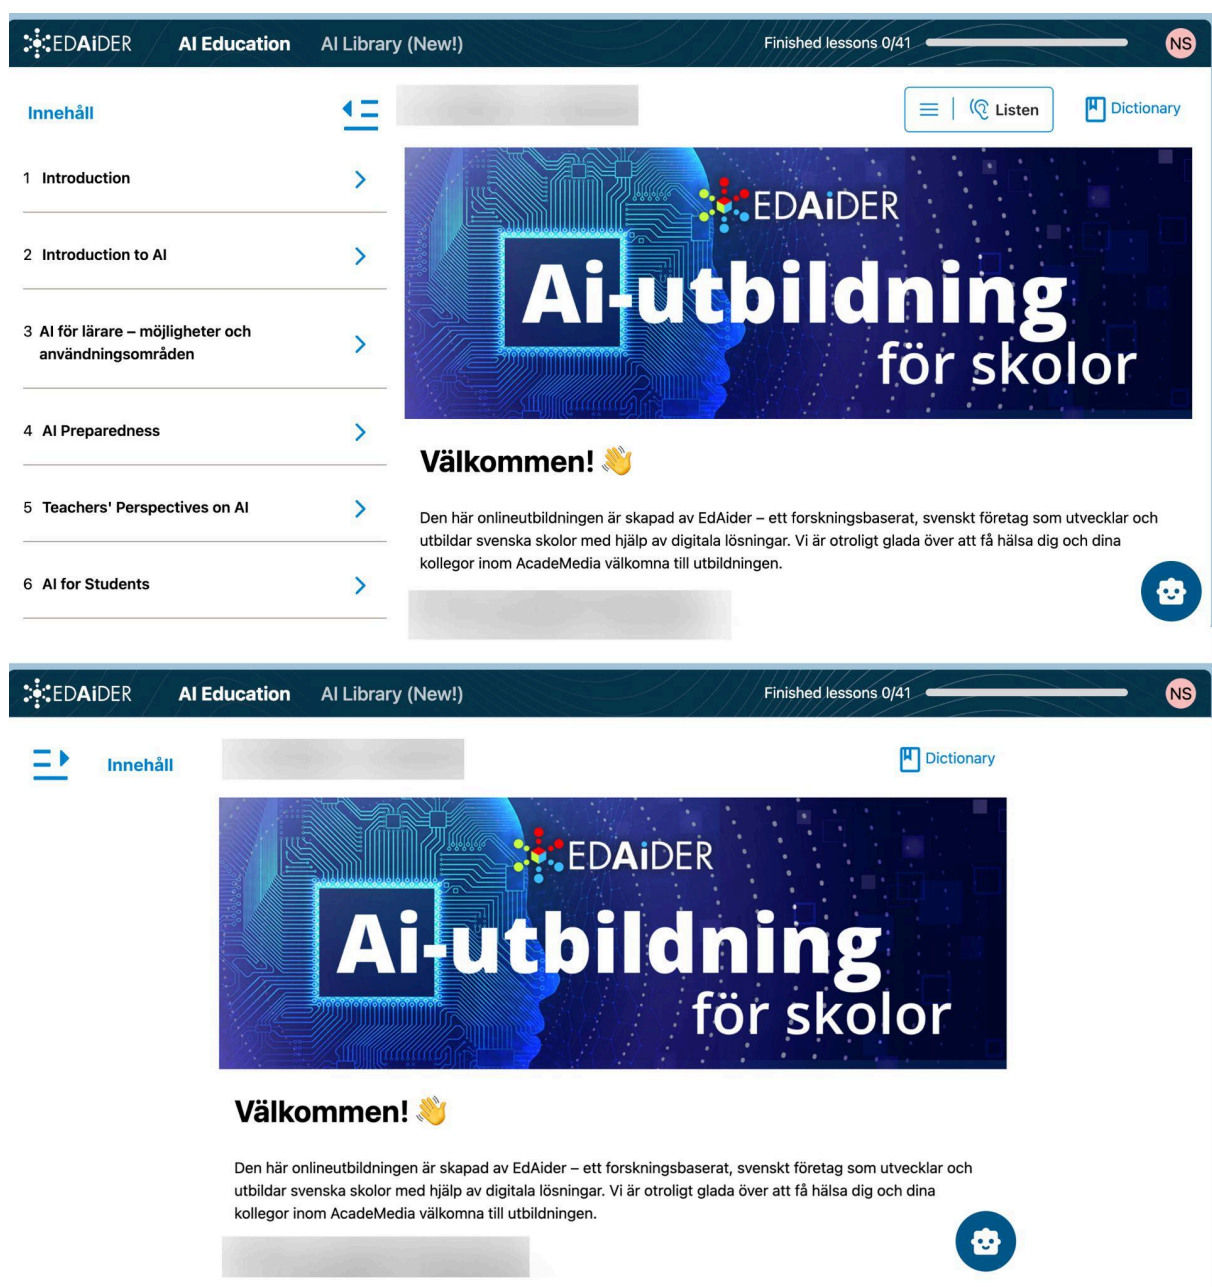 EDAiDER AI Education AI Library (New!) Finished lessons 0/41 NS
Innehåll
Listen Dictionary
1 Introduction
2 Introduction to AI
3 AI för lärare – möjligheter och
användningsområden
4 AI Preparedness
5 Teachers' Perspectives on AI
6 AI for Students
EDAiDER
Ai-utbildning
för skolor
Välkommen! 👋
Den här onlineutbildningen är skapad av EdAider – ett forskningsbaserat, svenskt företag som utvecklar och
utbildar svenska skolor med hjälp av digitala lösningar. Vi är otroligt glada över att få hälsa dig och dina
kollegor inom AcadeMedia välkomna till utbildningen.
EDAiDER AI Education AI Library (New!) Finished lessons 0/41 NS
Innehåll Dictionary
EDAiDER
Ai-utbildning
för skolor
Välkommen! 👋
Den här onlineutbildningen är skapad av EdAider – ett forskningsbaserat, svenskt företag som utvecklar och
utbildar svenska skolor med hjälp av digitala lösningar. Vi är otroligt glada över att få hälsa dig och dina
kollegor inom AcadeMedia välkomna till utbildningen.